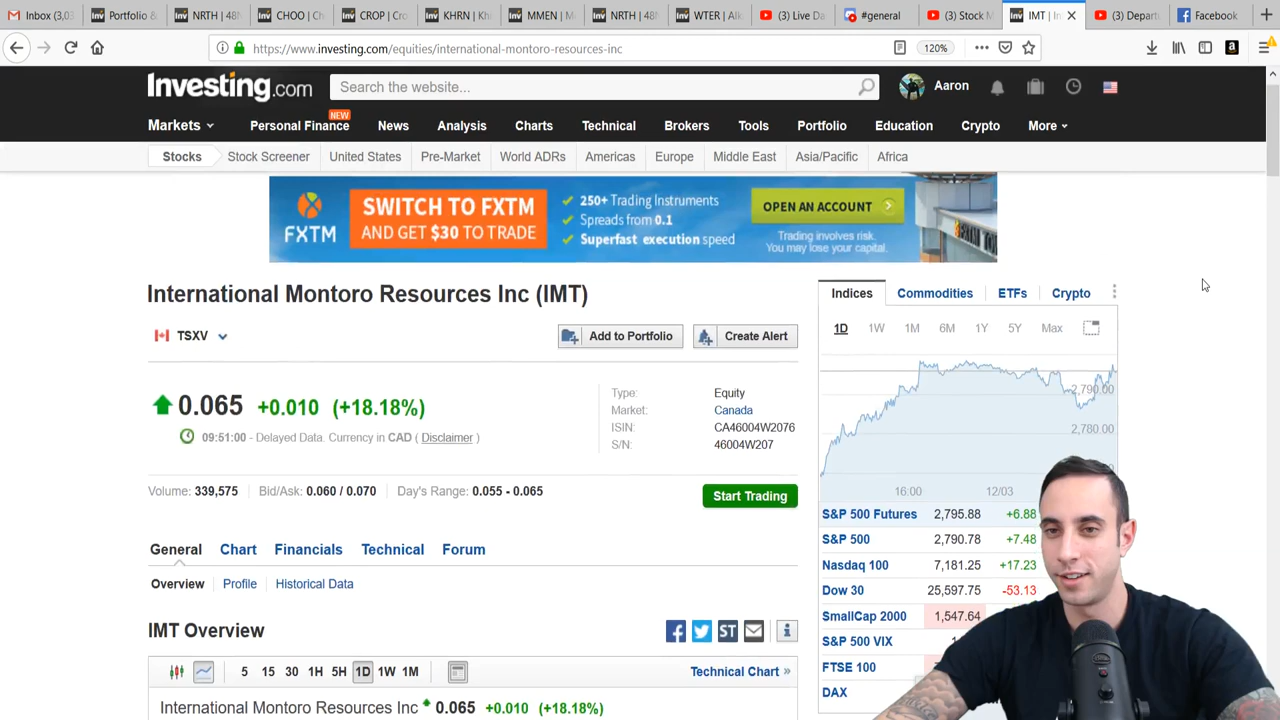 Inbox (3,03
Portfolio &
NRTH | 48N
CHOO | Ch
CROP | Cro
KHRN | Kh
MMEN | M
NRTH | 48N
WTER | Alk
(3) Live Da
#general
(3) Stock M
IMT | In
(3) Depart
Facebook
https://www.investing.com/equities/international-montoro-resources-inc
120%
Investing.com
Search the website...
Aaron
NEW
Markets
Personal Finance
News
Analysis
Charts
Technical
Brokers
Tools
Portfolio
Education
Crypto
More
Stocks
Stock Screener
United States
Pre-Market
World ADRs
Americas
Europe
Middle East
Asia/Pacific
Africa
FXTM
SWITCH TO FXTM
AND GET $30 TO TRADE
250+ Trading Instruments
Spreads from 0.1
Superfast execution speed
OPEN AN ACCOUNT
Trading involves risk.
You may lose your capital.
International Montoro Resources Inc (IMT)
TSXV
Add to Portfolio
Create Alert
0.065 +0.010 (+18.18%)
09:51:00 - Delayed Data. Currency in CAD ( Disclaimer )
Type: Equity
Market: Canada
ISIN: CA46004W2076
S/N: 46004W207
Volume: 339,575
Bid/Ask: 0.060 / 0.070
Day's Range: 0.055 - 0.065
Start Trading
General
Chart
Financials
Technical
Forum
Overview
Profile
Historical Data
IMT Overview
ST
5 15 30 1H 5H 1D 1W 1M
Technical Chart »
International Montoro Resources Inc 0.065 +0.010 (+18.18%)
Indices
Commodities
ETFs
Crypto
1D 1W 1M 6M 1Y 5Y Max
2,790.00
2,780.00
16:00
12/03
S&P 500 Futures 2,795.88 +6.88
S&P 500 2,790.78 +7.48
Nasdaq 100 7,181.25 +17.23
Dow 30 25,597.75 -53.13
SmallCap 2000 1,547.64
S&P 500 VIX
FTSE 100
DAX